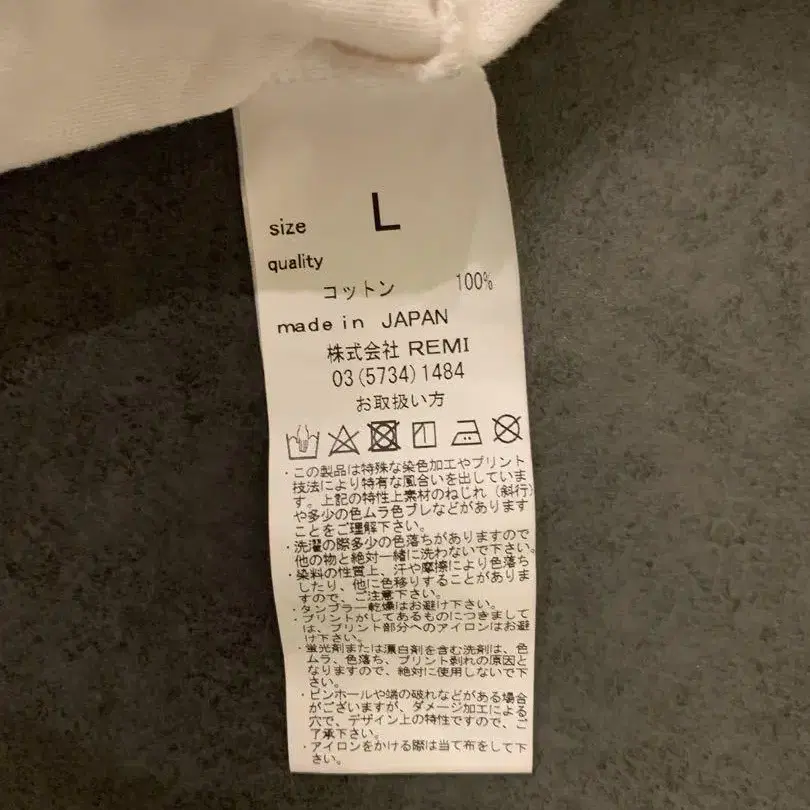 size L
quality
コットン 100%
made in JAPAN
株式会社 REMI
03(5734)1484
お取扱い方
・この製品は特殊な染色加工やプリント
技法により特有な風合いを出していま
す。上記の特性上素材のねじれ（斜行）
や多少の色ムラ色ブレなどがあります
ことをご理解下さい。
・洗濯の際多少の色落ちがありますので
他の物と絶対一緒に洗わないで下さい。
・染料の性質上、汗や摩擦により色落ち
したり、他に色移りすることがありま
すので、ご注意下さい。
・タンブラー乾燥はお避け下さい。
・プリントがしてあるものにつきまして
は、プリント部分へのアイロンはお避
け下さい。
・蛍光剤または漂白剤を含む洗剤は、色
ムラ、色落ち、プリント剥れの原因と
なりますので、絶対に使用しないで下
さい。
・ピンホールや端の破れなどがある場合
がございますが、ダメージ加工による
穴で、デザイン上の特性ですので、ご
了承下さい。
・アイロンをかける際は当て布をして下
さい。